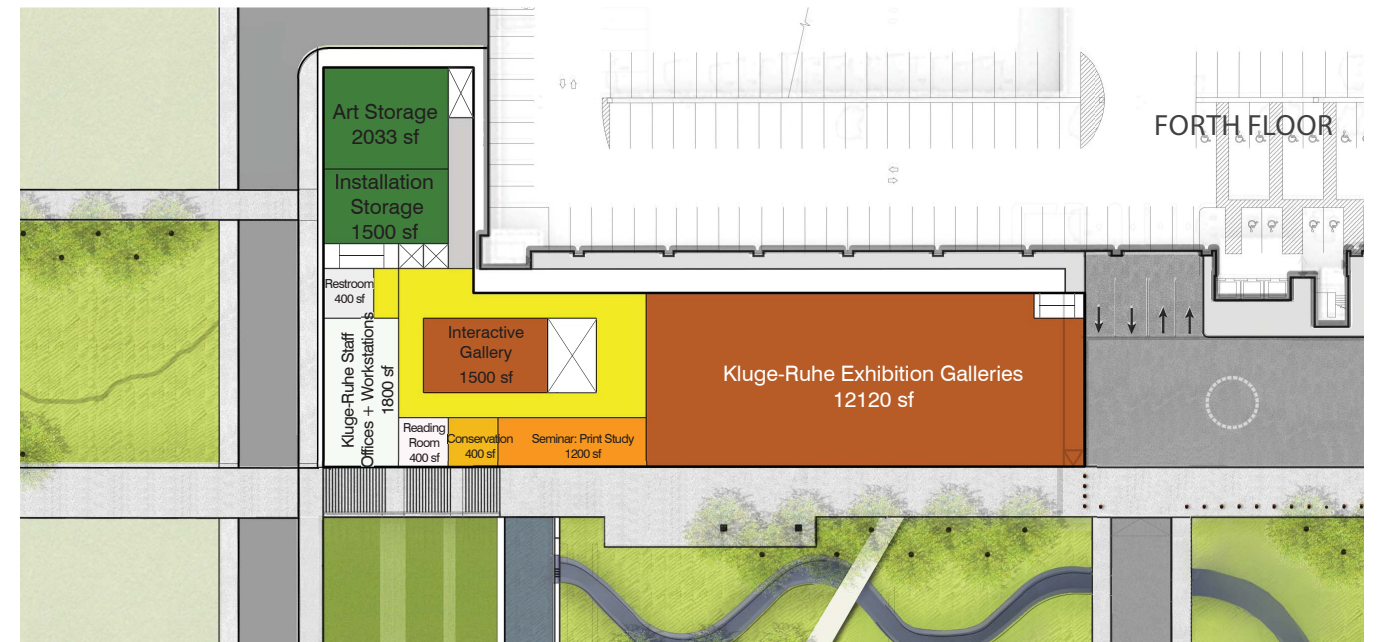 FORTH FLOOR
Art Storage
2033 sf
Installation
Storage
1500 sf
Restroom
400 sf
Kluge-Ruhe Staff
Offices + Workstations
1800 sf
Interactive
Gallery
1500 sf
Kluge-Ruhe Exhibition Galleries
12120 sf
Reading
Room
400 sf
Conservation
400 sf
Seminar: Print Study
1200 sf